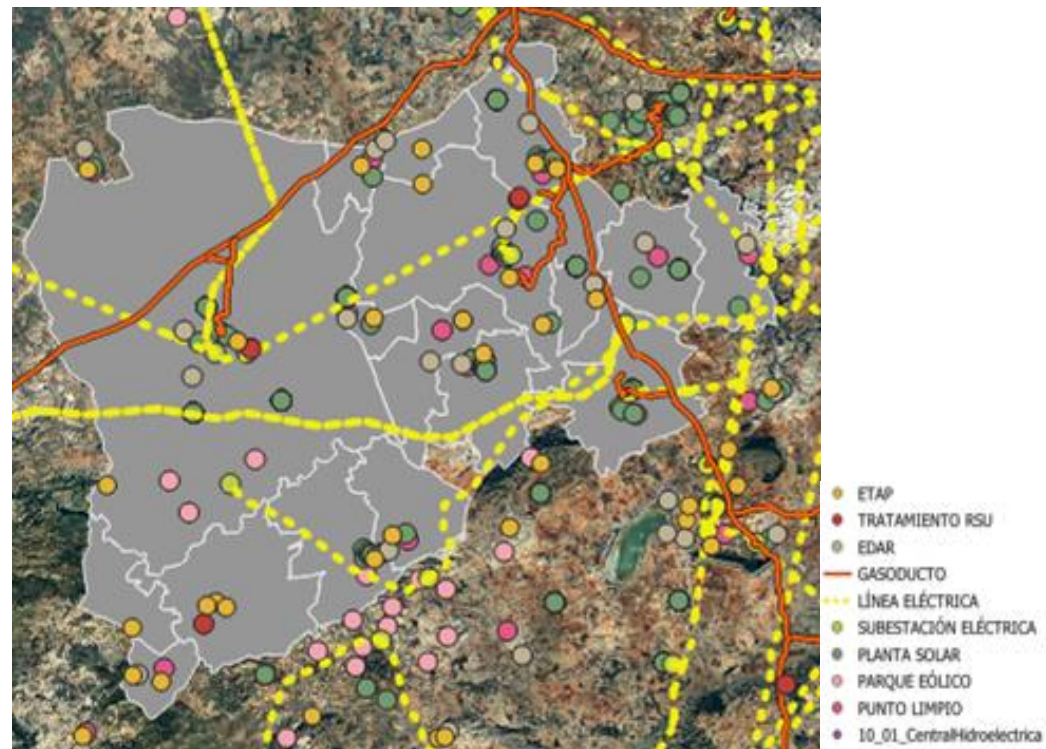 ETAP
TRATAMIENTO RSU
EDAR
GASODUCTO
LÍNEA ELÉCTRICA
SUBESTACIÓN ELÉCTRICA
PLANTA SOLAR
PARQUE EÓLICO
PUNTO LIMPIO
10_01_CentralHidroelectrica